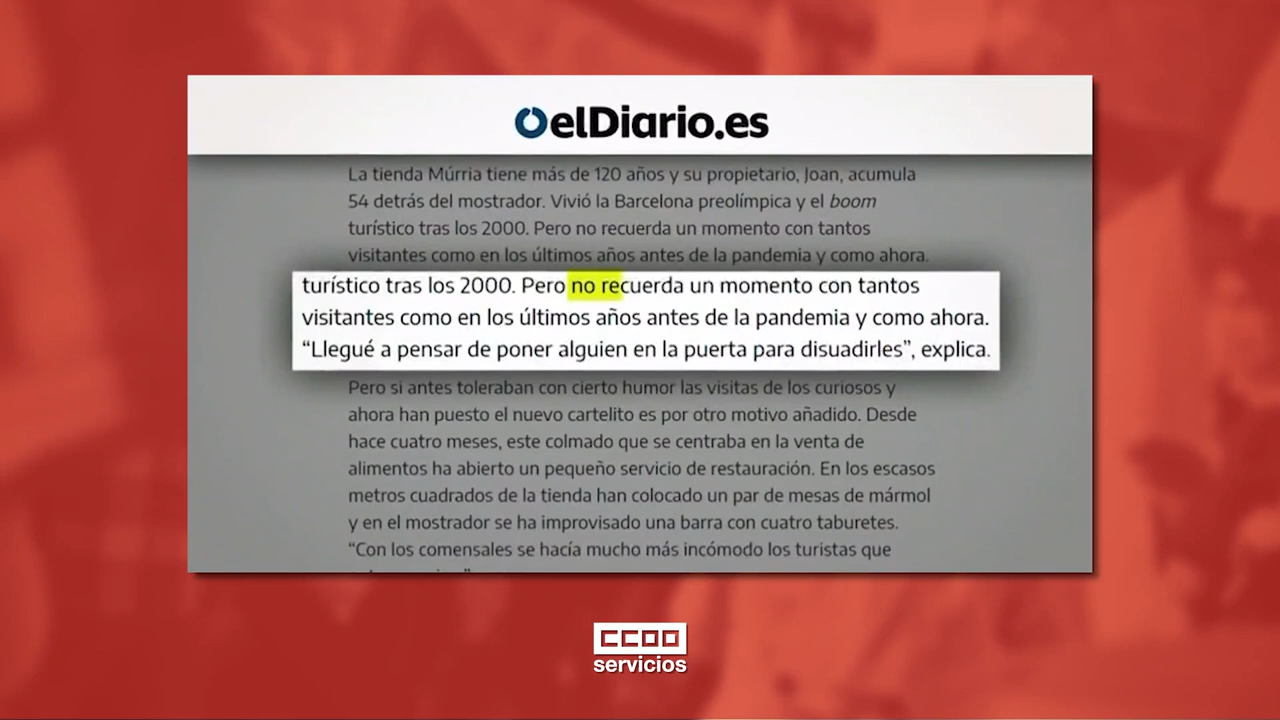 elDiario.es
La tienda Múrria tiene más de 120 años y su propietario, Joan, acumula
54 detrás del mostrador. Vivió la Barcelona preolímpica y el boom
turístico tras los 2000. Pero no recuerda un momento con tantos
visitantes como en los últimos años antes de la pandemia y como ahora.
turístico tras los 2000. Pero no recuerda un momento con tantos
visitantes como en los últimos años antes de la pandemia y como ahora.
“Llegué a pensar de poner alguien en la puerta para disuadirles”, explica.
Pero si antes toleraban con cierto humor las visitas de los curiosos y
ahora han puesto el nuevo cartelito es por otro motivo añadido. Desde
hace cuatro meses, este colmado que se centraba en la venta de
alimentos ha abierto un pequeño servicio de restauración. En los escasos
metros cuadrados de la tienda han colocado un par de mesas de mármol
y en el mostrador se ha improvisado una barra con cuatro taburetes.
“Con los comensales se hacía mucho más incómodo los turistas que
CCOO
servicios